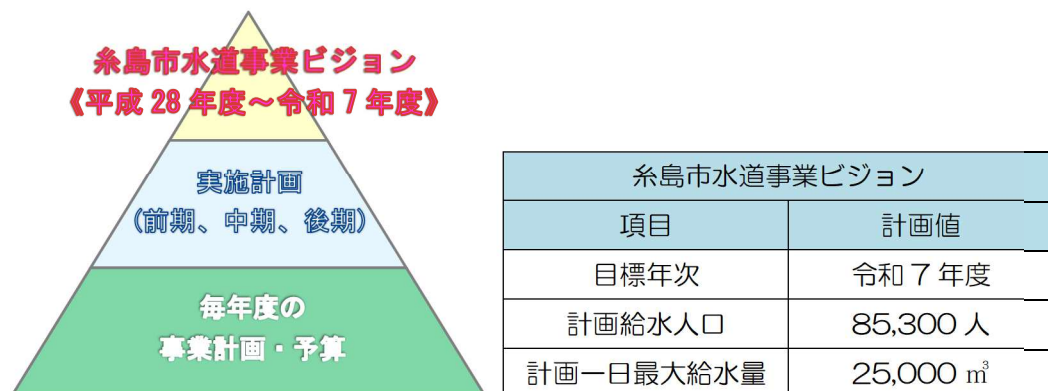 糸島市水道事業ビジョン
《平成28年度～令和7年度》
実施計画
(前期、中期、後期)
毎年度の
事業計画・予算
糸島市水道事業ビジョン
項目 計画値
目標年次 令和7年度
計画給水人口 85,300人
計画一日最大給水量 25,000㎥